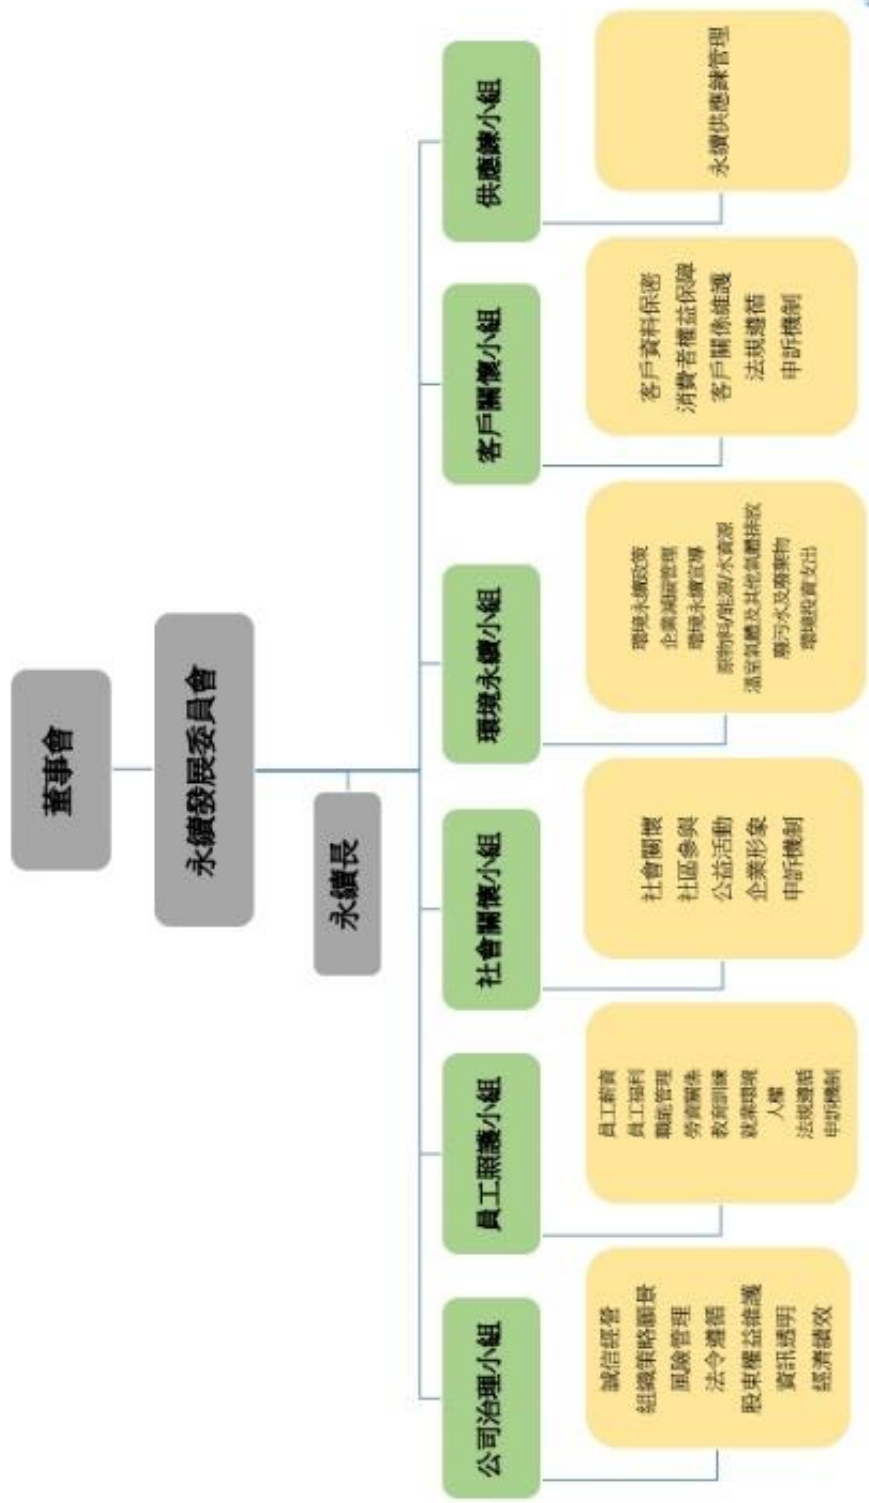 董事會
永續發展委員會
永續長
公司治理小組
誠信經營
組織策略願景
風險管理
法令遵循
股東權益維護
資訊透明
經濟績效
員工照護小組
員工薪資
員工福利
職能管理
勞資關係
教育訓練
就業環境
人權
法規遵循
申訴機制
社會關懷小組
社會關懷
社區參與
公益活動
企業形象
申訴機制
環境永續小組
環境永續政策
企業減碳管理
環境永續宣導
原物料/能源/水資源
溫室氣體及其他氣體排放
廢污水及廢棄物
環境投資支出
客戶關懷小組
客戶資料保密
消費者權益保障
客戶關係維護
法規遵循
申訴機制
供應鍊小組
永續供應鍊管理